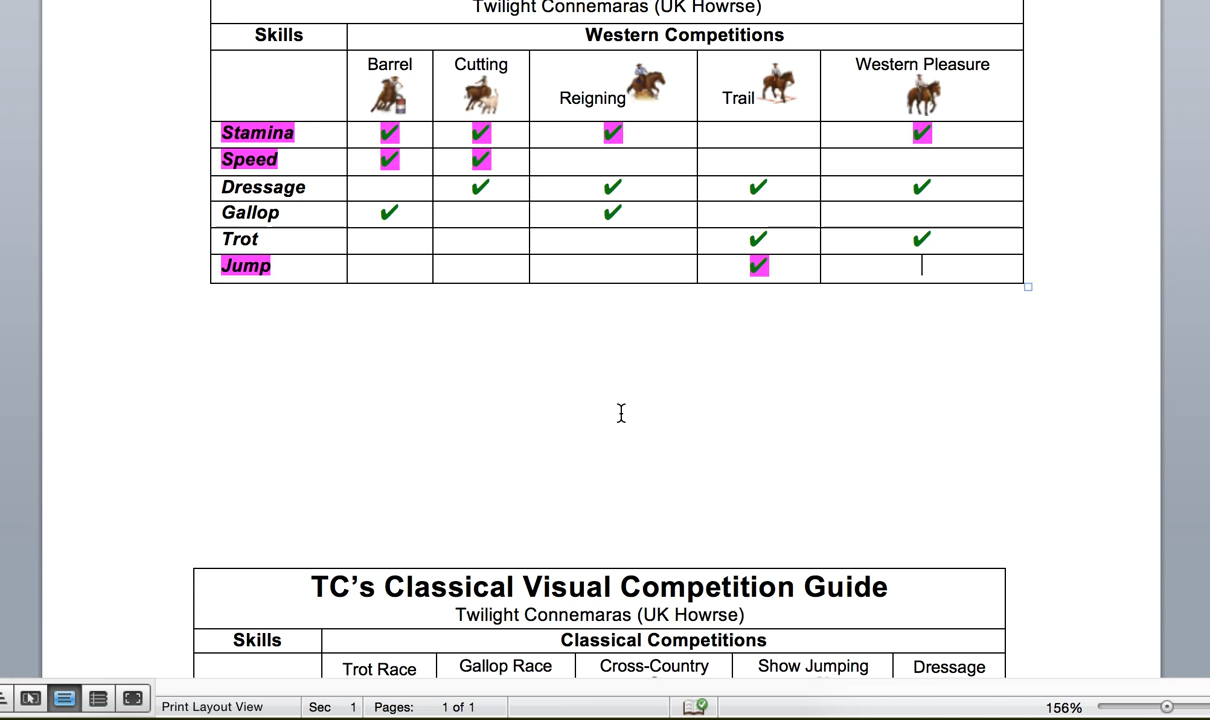 Twilight Connemaras (UK Howrse)
Skills Western Competitions
Barrel Cutting Reigning Trail Western Pleasure
Stamina ✔ ✔ ✔ ✔
Speed ✔ ✔
Dressage ✔ ✔ ✔ ✔
Gallop ✔ ✔
Trot ✔ ✔
Jump ✔
TC’s Classical Visual Competition Guide
Twilight Connemaras (UK Howrse)
Skills Classical Competitions
Trot Race Gallop Race Cross-Country Show Jumping Dressage
Print Layout View Sec 1 Pages: 1 of 1 156%